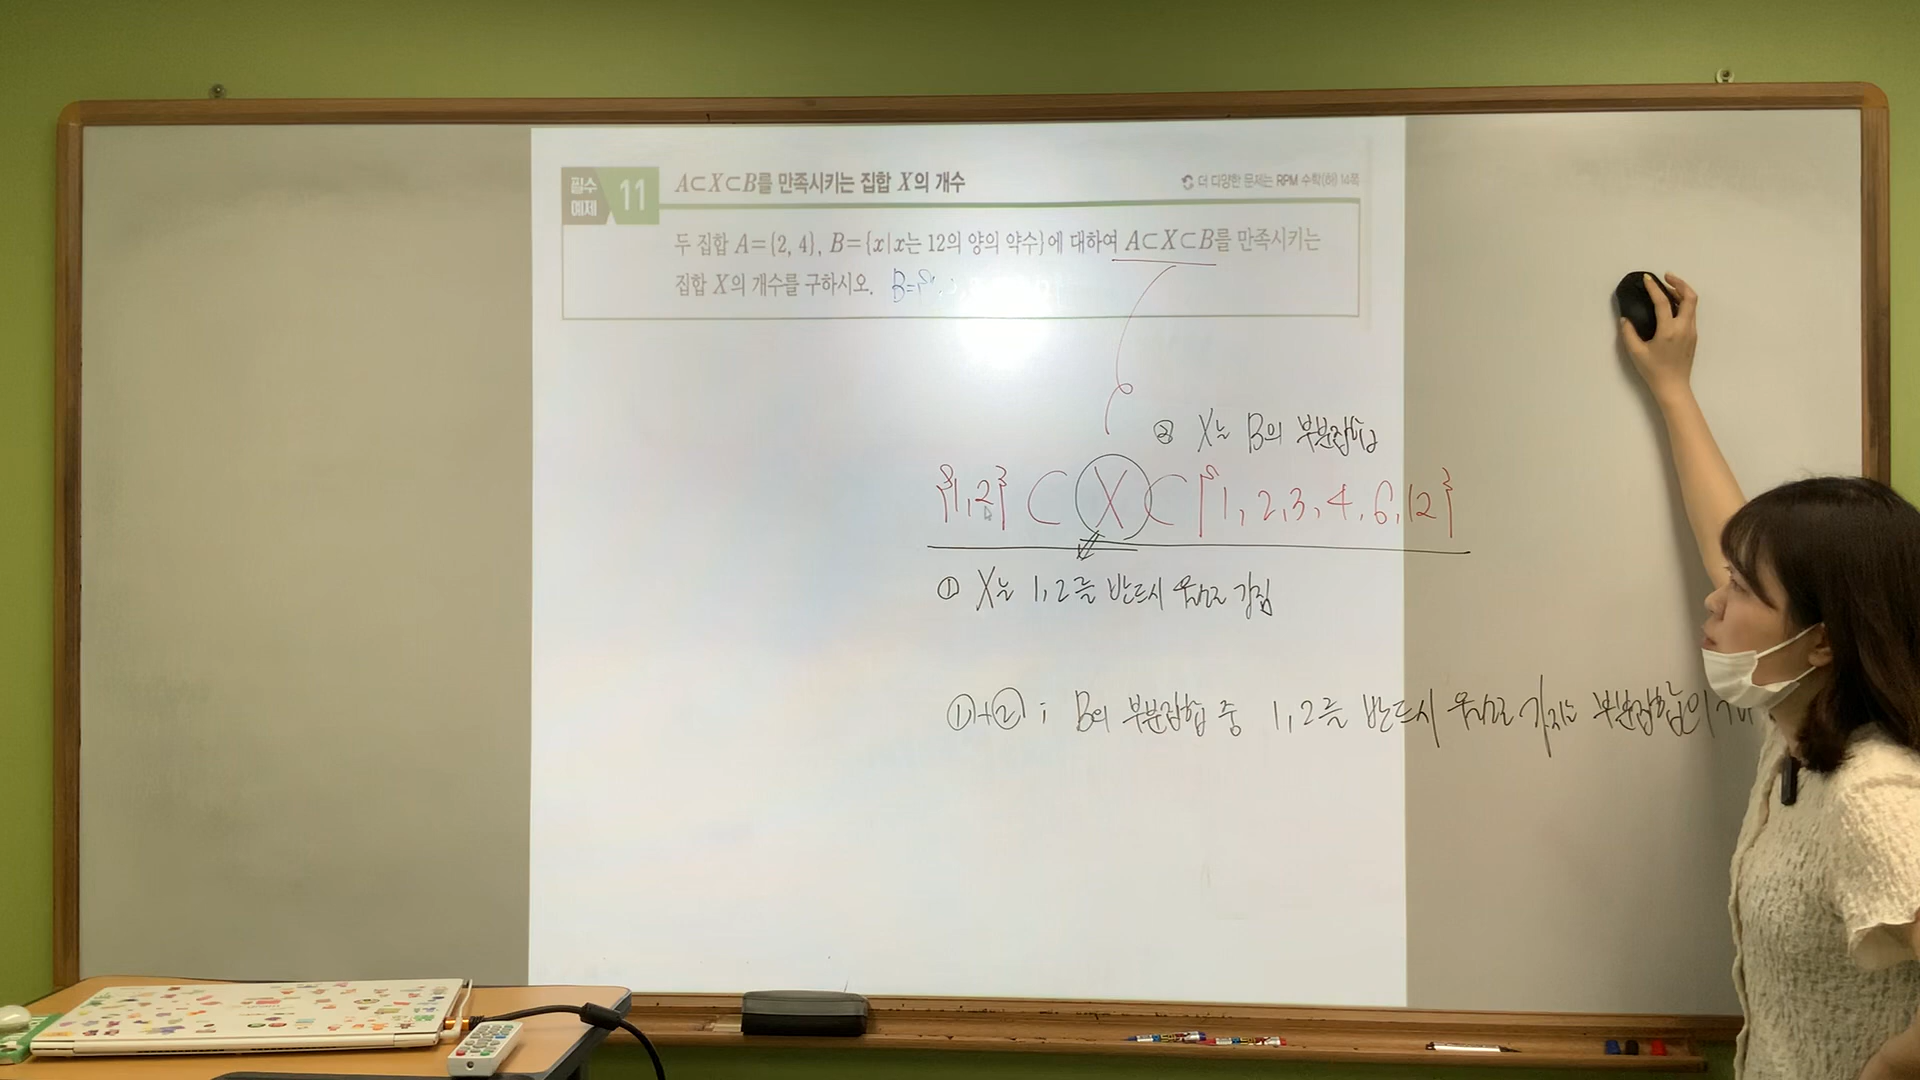 필수 예제 11 A⊂X⊂B를 만족시키는 집합 X의 개수
더 다양한 문제는 RPM 수학(하) 14쪽
두 집합 A={2, 4}, B={x|x는 12의 양의 약수}에 대하여 A⊂X⊂B를 만족시키는
집합 X의 개수를 구하시오. B={
② X는 B의 부분집합
{1,2} ⊂ X ⊂ {1,2,3,4,6,12}
① X는 1,2를 반드시 원소로 가짐
①+②; B의 부분집합 중 1,2를 반드시 원소로 가지는 부분집합의